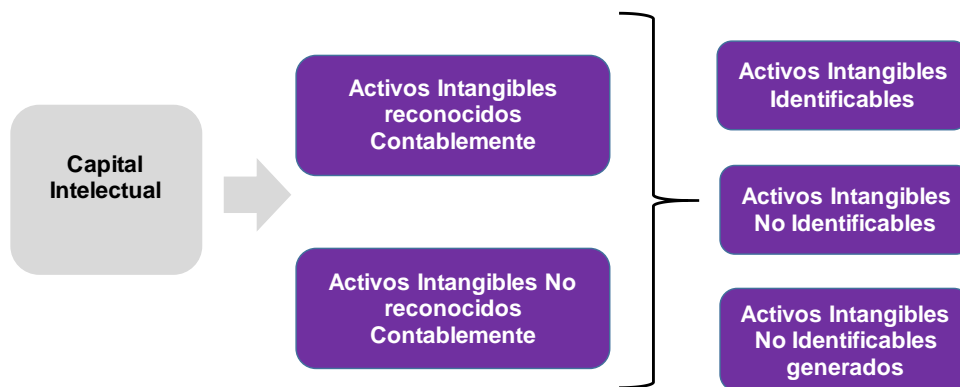 Capital
Intelectual
Activos Intangibles
reconocidos
Contablemente
Activos Intangibles No
reconocidos
Contablemente
Activos Intangibles
Identificables
Activos Intangibles
No Identificables
Activos Intangibles
No Identificables
generados